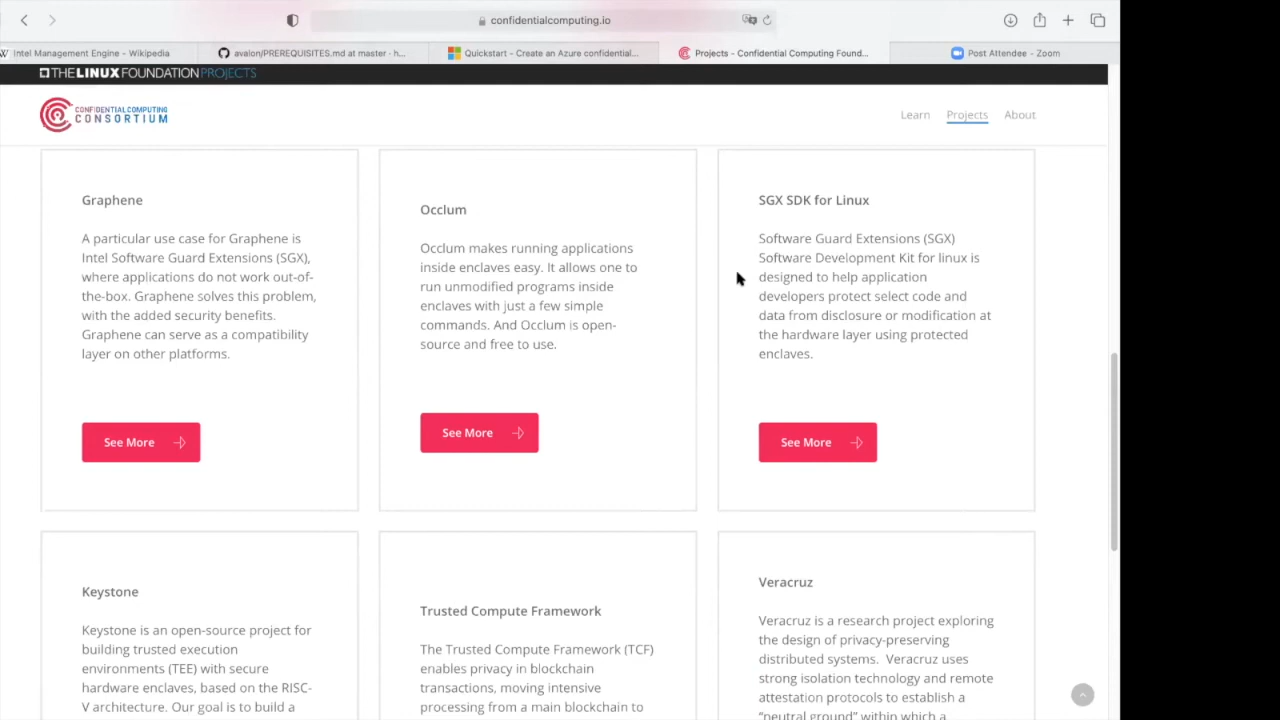 confidentialcomputing.io
Intel Management Engine - Wikipedia
avalon/PREREQUISITES.md at master · h...
Quickstart - Create an Azure confidential...
Projects - Confidential Computing Found...
Post Attendee - Zoom
THE LINUX FOUNDATION PROJECTS
CONFIDENTIAL COMPUTING
CONSORTIUM
Learn
Projects
About
Graphene
A particular use case for Graphene is
Intel Software Guard Extensions (SGX),
where applications do not work out-of-
the-box. Graphene solves this problem,
with the added security benefits.
Graphene can serve as a compatibility
layer on other platforms.
See More
Occlum
Occlum makes running applications
inside enclaves easy. It allows one to
run unmodified programs inside
enclaves with just a few simple
commands. And Occlum is open-
source and free to use.
See More
SGX SDK for Linux
Software Guard Extensions (SGX)
Software Development Kit for linux is
designed to help application
developers protect select code and
data from disclosure or modification at
the hardware layer using protected
enclaves.
See More
Keystone
Keystone is an open-source project for
building trusted execution
environments (TEE) with secure
hardware enclaves, based on the RISC-
V architecture. Our goal is to build a
Trusted Compute Framework
The Trusted Compute Framework (TCF)
enables privacy in blockchain
transactions, moving intensive
processing from a main blockchain to
Veracruz
Veracruz is a research project exploring
the design of privacy-preserving
distributed systems. Veracruz uses
strong isolation technology and remote
attestation protocols to establish a
"neutral ground" within which a